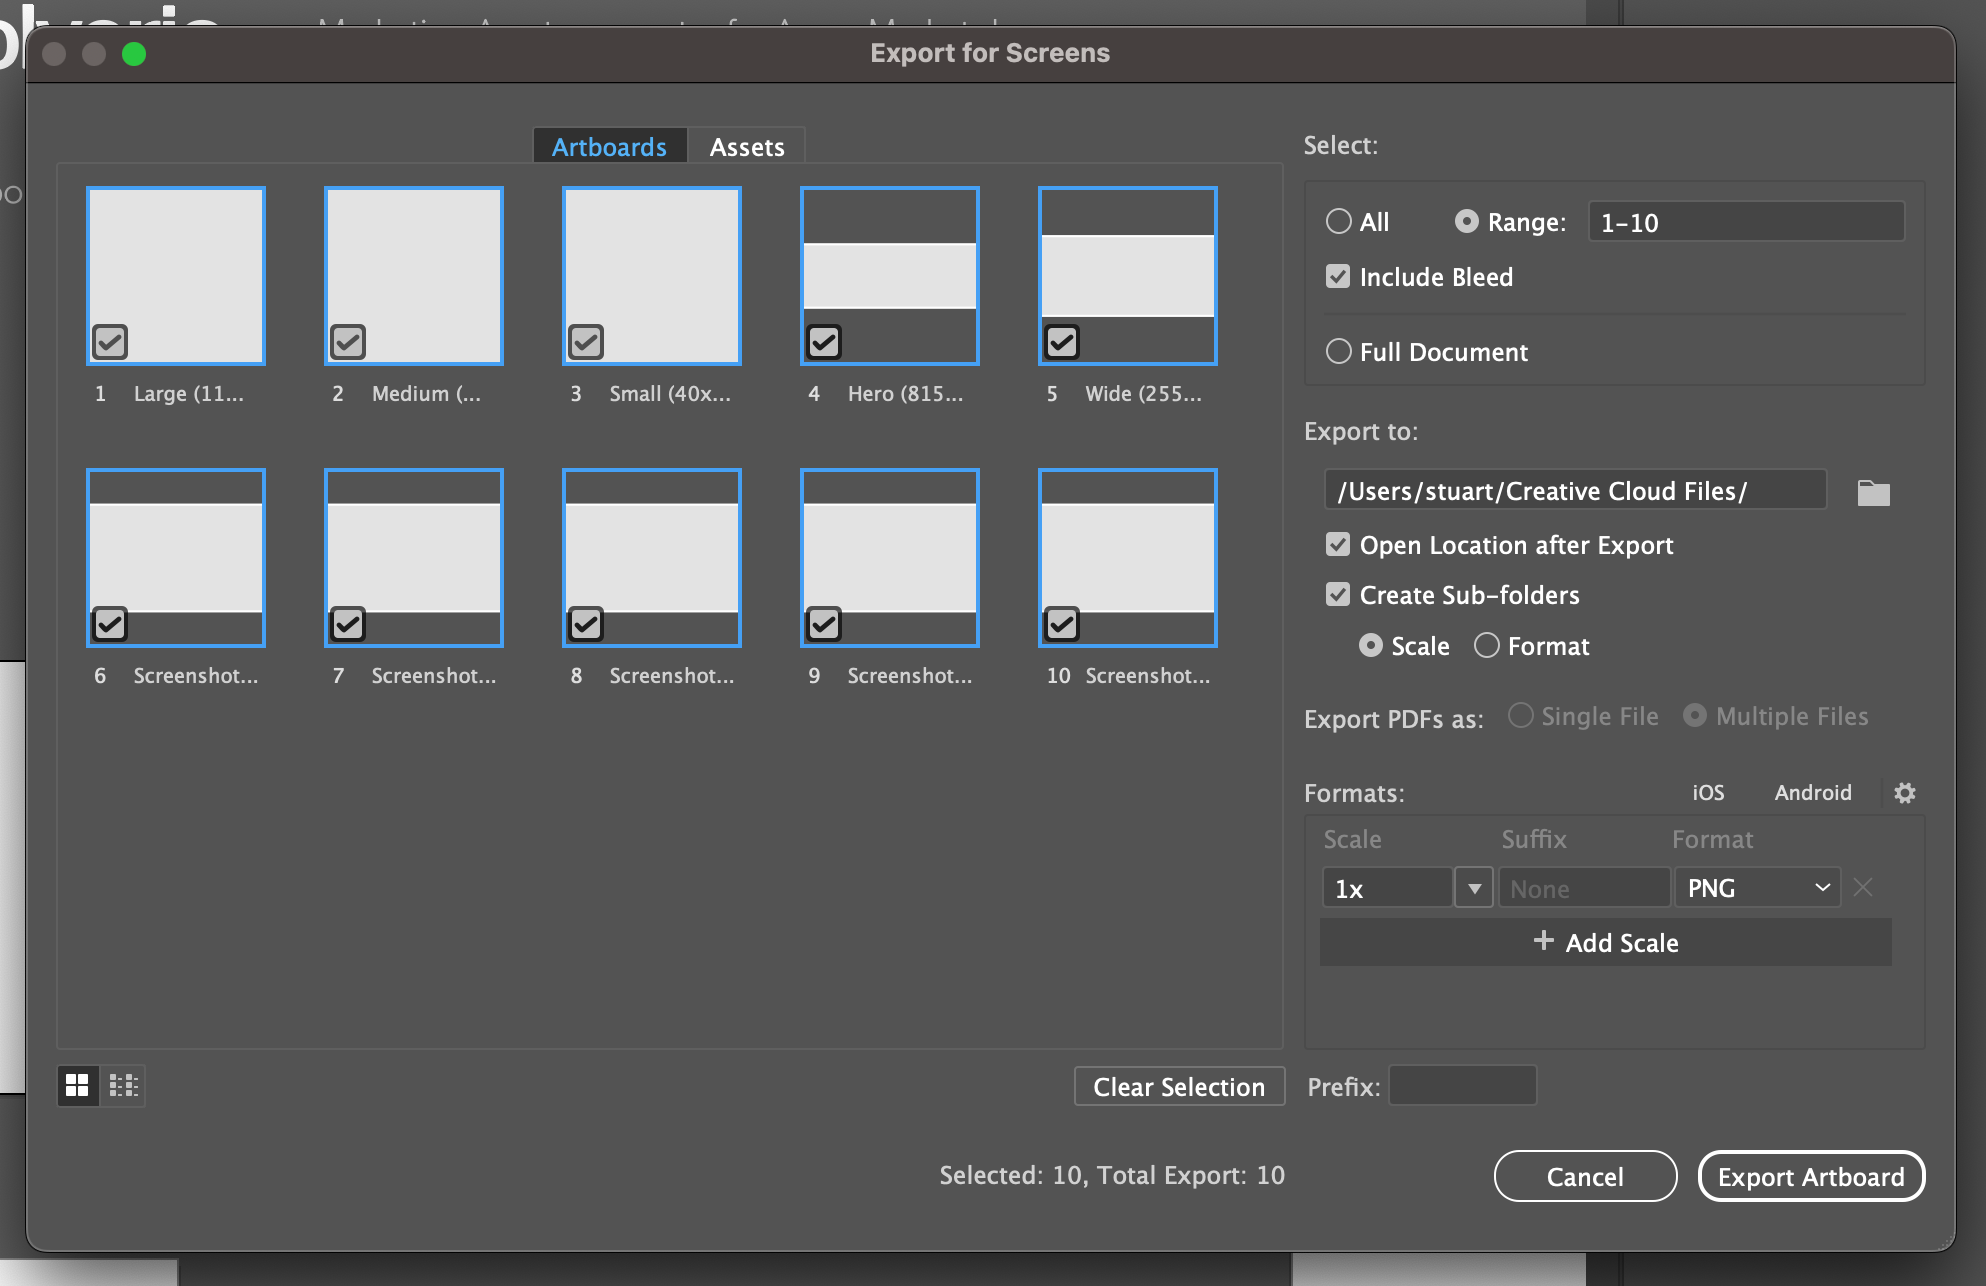 Export for Screens
Artboards Assets
1 Large (11...
2 Medium (...
3 Small (40x...
4 Hero (815...
5 Wide (255...
6 Screenshot...
7 Screenshot...
8 Screenshot...
9 Screenshot...
10 Screenshot...
Clear Selection
Selected: 10, Total Export: 10
Select:
All Range: 1-10
Include Bleed
Full Document
Export to:
/Users/stuart/Creative Cloud Files/
Open Location after Export
Create Sub-folders
Scale Format
Export PDFs as: Single File Multiple Files
Formats: iOS Android
Scale Suffix Format
1x None PNG
+ Add Scale
Prefix:
Cancel Export Artboard